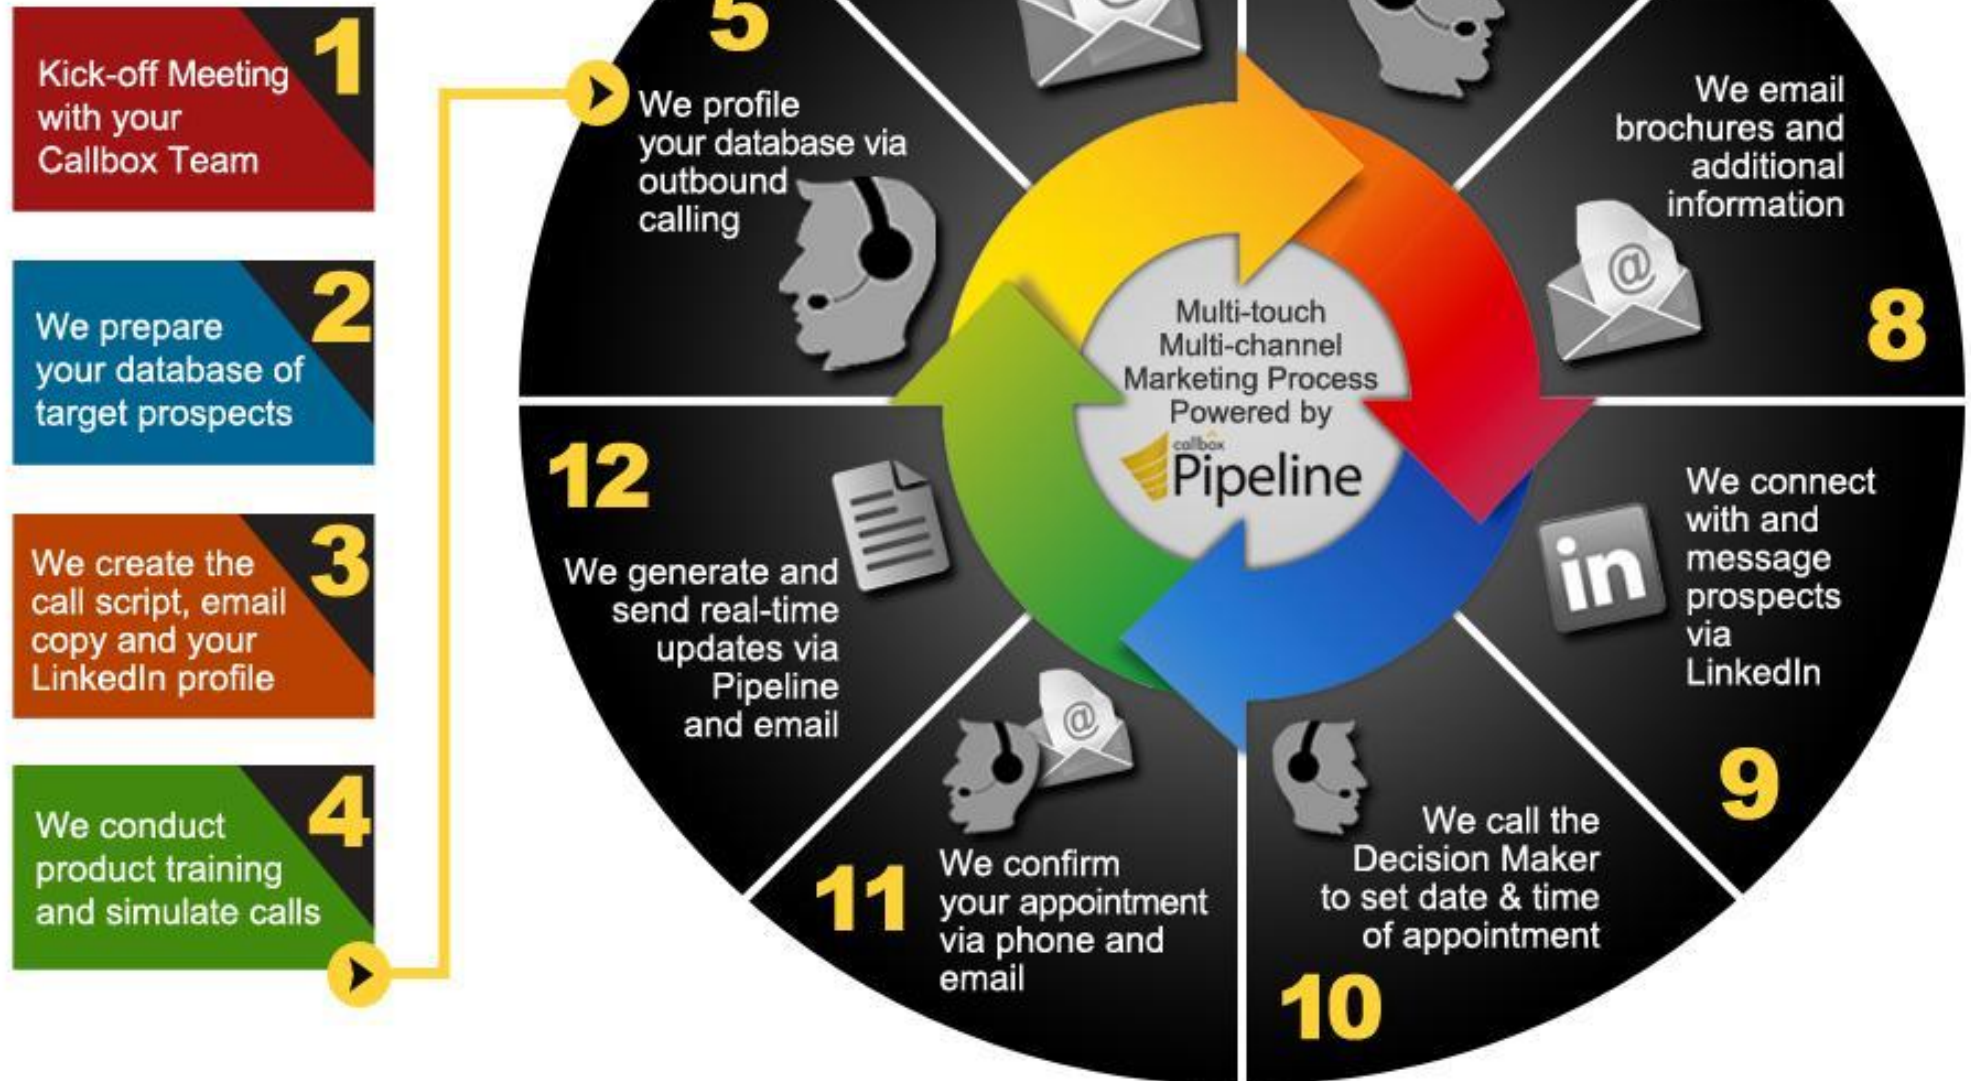 1
Kick-off Meeting
with your
Callbox Team
2
We prepare
your database of
target prospects
3
We create the
call script, email
copy and your
LinkedIn profile
4
We conduct
product training
and simulate calls
5
We profile
your database via
outbound
calling
We email
brochures and
additional
information
@
8
We connect
with and
message
prospects
via
LinkedIn
in
9
We call the
Decision Maker
to set date & time
of appointment
10
@
11
We confirm
your appointment
via phone and
email
12
We generate and
send real-time
updates via
Pipeline
and email
Multi-touch
Multi-channel
Marketing Process
Powered by
callbox
Pipeline